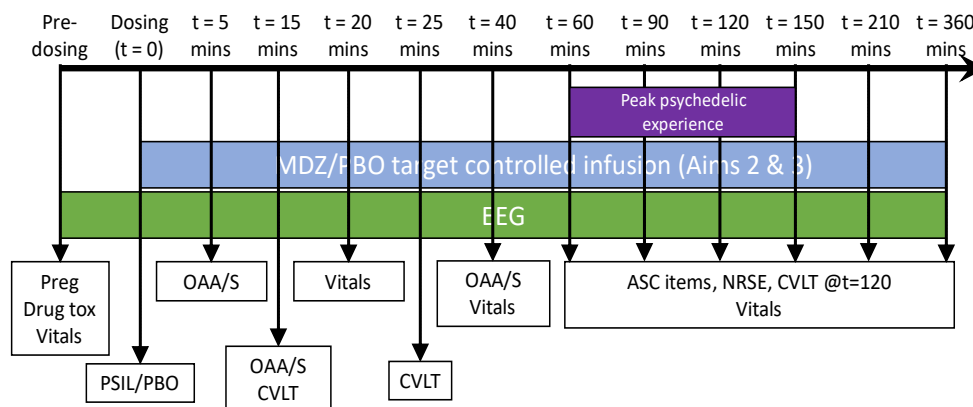 Pre-dosing
Dosing (t = 0)
t = 5 mins
t = 15 mins
t = 20 mins
t = 25 mins
t = 40 mins
t = 60 mins
t = 90 mins
t = 120 mins
t = 150 mins
t = 210 mins
t = 360 mins
Peak psychedelic
experience
MDZ/PBO target controlled infusion (Aims 2 & 3)
EEG
Preg
Drug tox
Vitals
OAA/S
Vitals
OAA/S
Vitals
ASC items, NRSE, CVLT @t=120
Vitals
PSIL/PBO
OAA/S
CVLT
CVLT